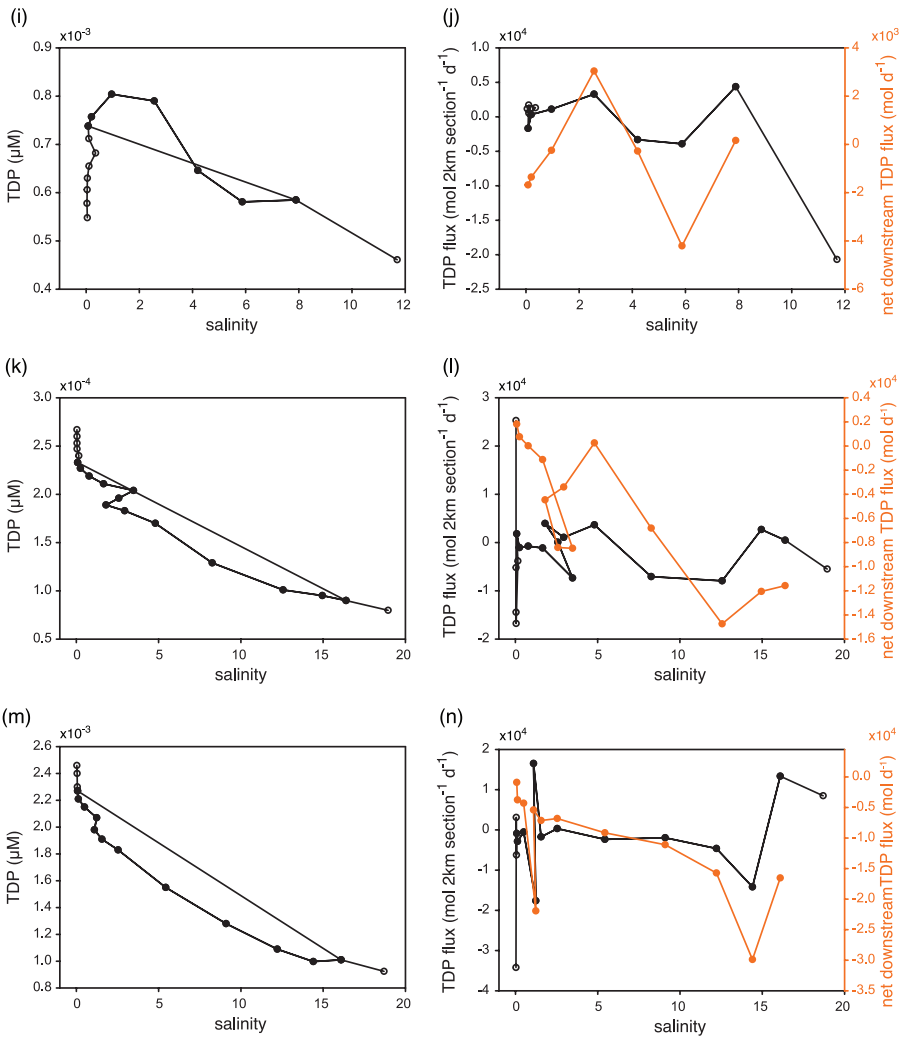 (i)
x10⁻³
0.9
0.8
0.7
0.6
0.5
0.4
TDP (µM)
0 2 4 6 8 10 12
salinity
(j)
x10⁴
1.0
0.5
0.0
-0.5
-1.0
-1.5
-2.0
-2.5
TDP flux (mol 2km section⁻¹ d⁻¹)
0 1 2 3 4 5 6 7 8 9 10 11 12
salinity
x10³
4
2
0
-2
-4
-6
net downstream TDP flux (mol d⁻¹)
(k)
x10⁻⁴
3.0
2.5
2.0
1.5
1.0
0.5
TDP (µM)
0 5 10 15 20
salinity
(l)
x10⁴
3
2
1
0
-1
-2
TDP flux (mol 2km section⁻¹ d⁻¹)
0 5 10 15 20
salinity
x10⁴
0.4
0.2
0.0
-0.2
-0.4
-0.6
-0.8
-1.0
-1.2
-1.4
-1.6
net downstream TDP flux (mol d⁻¹)
(m)
x10⁻³
2.6
2.4
2.2
2.0
1.8
1.6
1.4
1.2
1.0
0.8
TDP (µM)
0 5 10 15 20
salinity
(n)
x10⁴
2
1
0
-1
-2
-3
-4
TDP flux (mol 2km section⁻¹ d⁻¹)
0 5 10 15 20
salinity
x10⁴
0.0
-0.5
-1.0
-1.5
-2.0
-2.5
-3.0
-3.5
net downstreamTDP flux (mol d⁻¹)